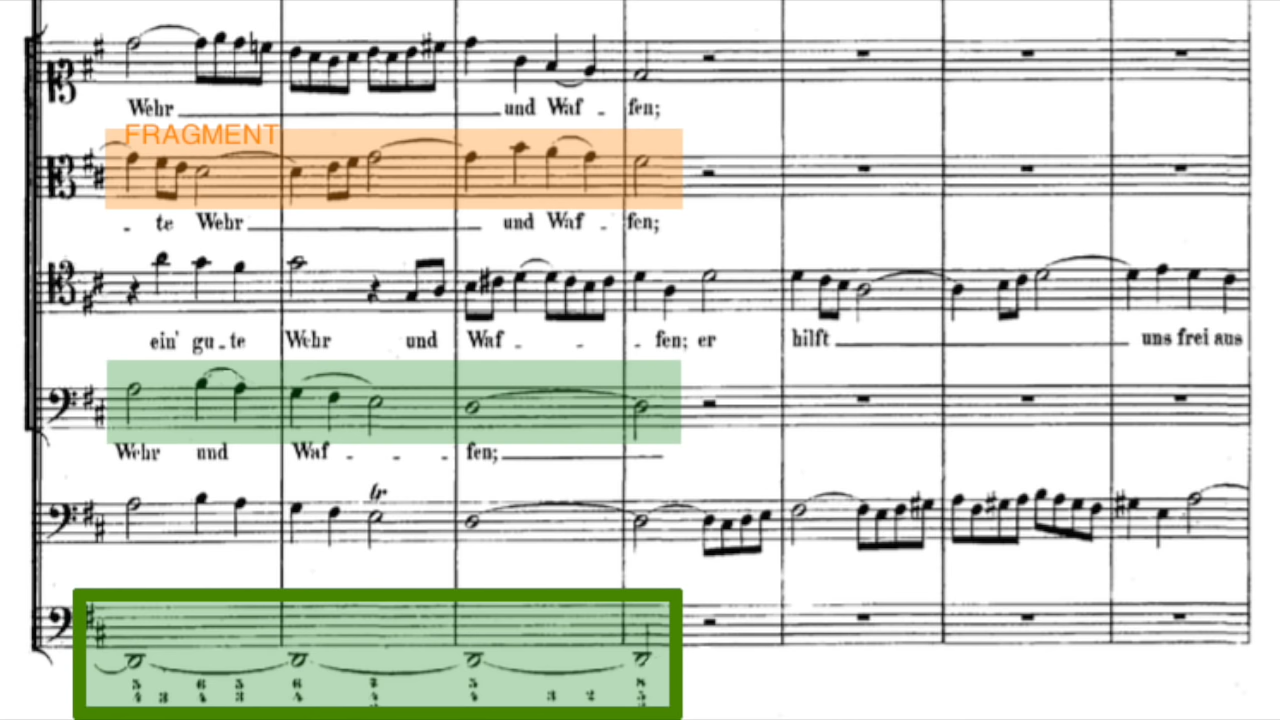 Wehr und Waf - fen;
FRAGMENT
- te Wehr und Waf - fen;
ein' gu - te Wehr und Waf - - - fen; er hilft uns frei aus
Wehr und Waf - - - fen;
tr